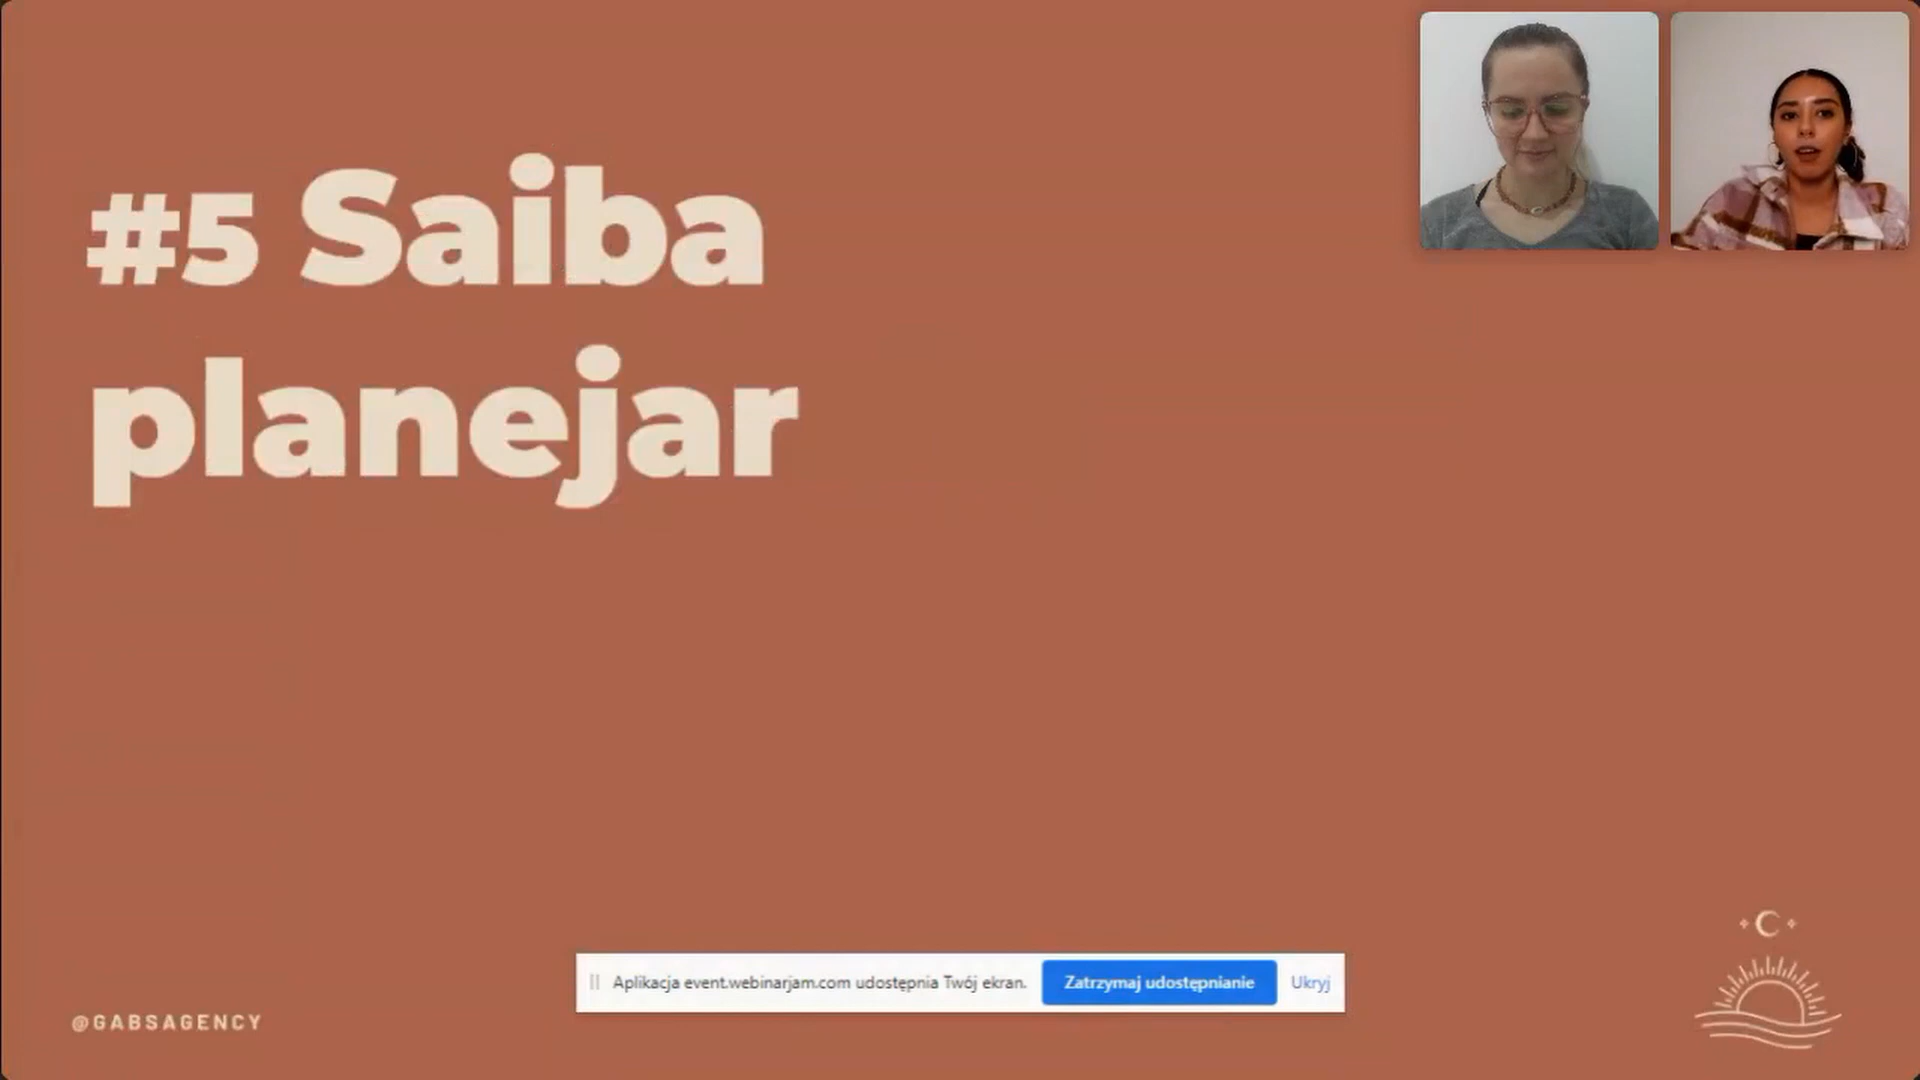 #5 Saiba
planejar
Aplikacja event.webinarjam.com udostępnia Twój ekran.
Zatrzymaj udostępnianie
Ukryj
@GABSAGENCY